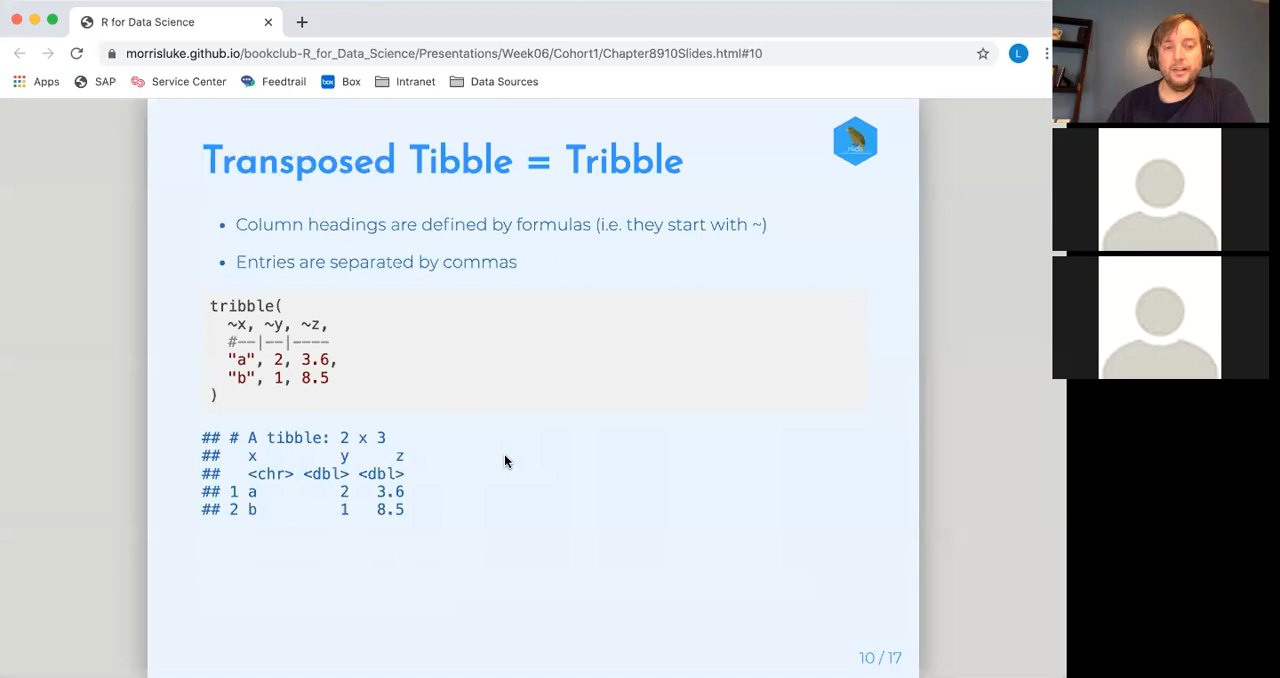 R for Data Science
morrisluke.github.io/bookclub-R_for_Data_Science/Presentations/Week06/Cohort1/Chapter8910Slides.html#10
L
Apps SAP Service Center Feedtrail box Box Intranet Data Sources
Transposed Tibble = Tribble
• Column headings are defined by formulas (i.e. they start with ~)
• Entries are separated by commas
tribble(
  ~x, ~y, ~z,
  #--|--|----
  "a", 2, 3.6,
  "b", 1, 8.5
)
## # A tibble: 2 x 3
##   x         y     z
##   <chr> <dbl> <dbl>
## 1 a         2   3.6
## 2 b         1   8.5
10 / 17